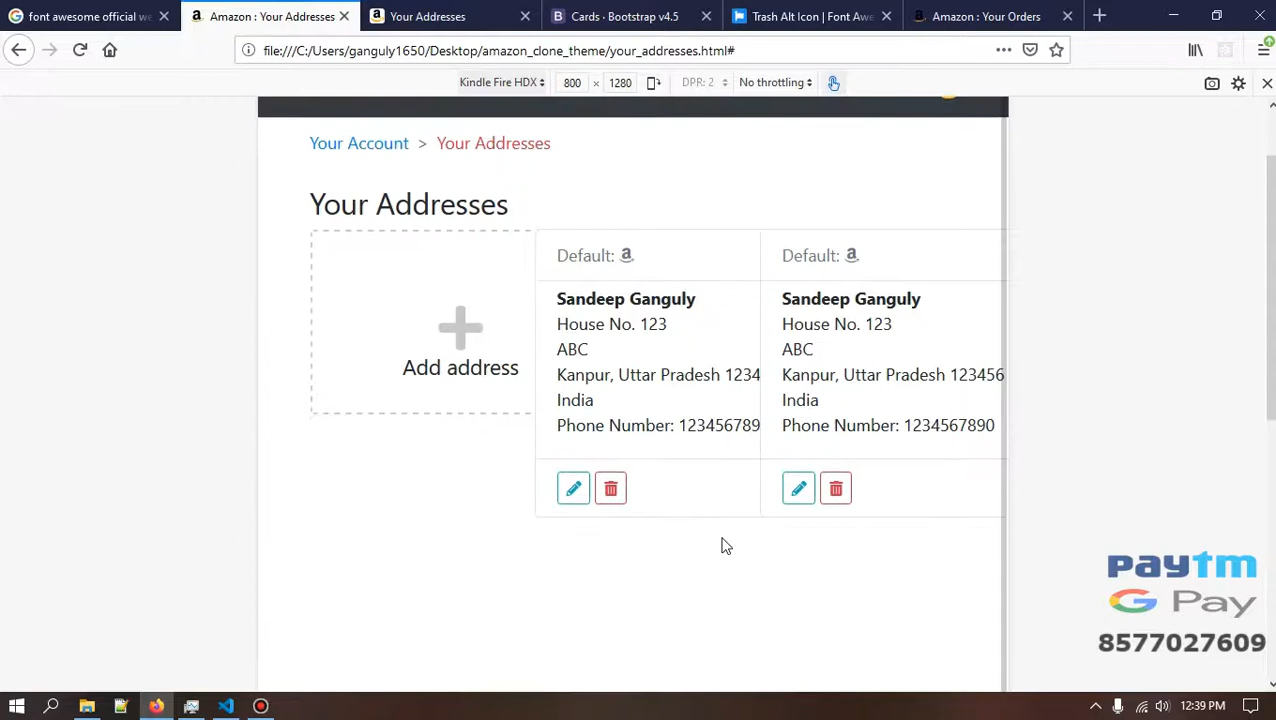 font awesome official we
Amazon : Your Addresses
Your Addresses
Cards · Bootstrap v4.5
Trash Alt Icon | Font Awe
Amazon : Your Orders
file:///C:/Users/ganguly1650/Desktop/amazon_clone_theme/your_addresses.html#
Kindle Fire HDX
800 × 1280
DPR: 2
No throttling
Your Account > Your Addresses
Your Addresses
Add address
Default:
Sandeep Ganguly
House No. 123
ABC
Kanpur, Uttar Pradesh 1234
India
Phone Number: 123456789
Default:
Sandeep Ganguly
House No. 123
ABC
Kanpur, Uttar Pradesh 123456
India
Phone Number: 1234567890
paytm
G Pay
8577027609
12:39 PM